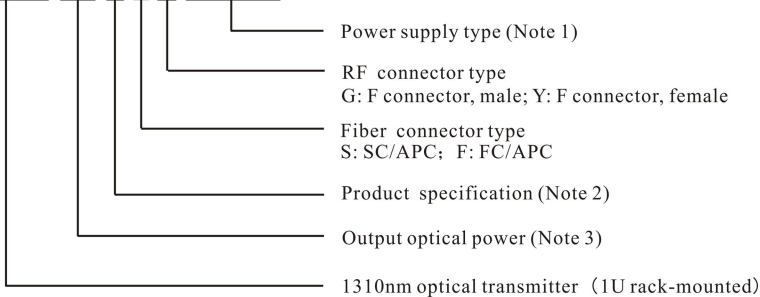 Power supply type (Note 1)
RF connector type
G: F connector, male; Y: F connector, female
Fiber connector type
S: SC/APC； F: FC/APC
Product specification (Note 2)
Output optical power (Note 3)
1310nm optical transmitter（1U rack-mounted）